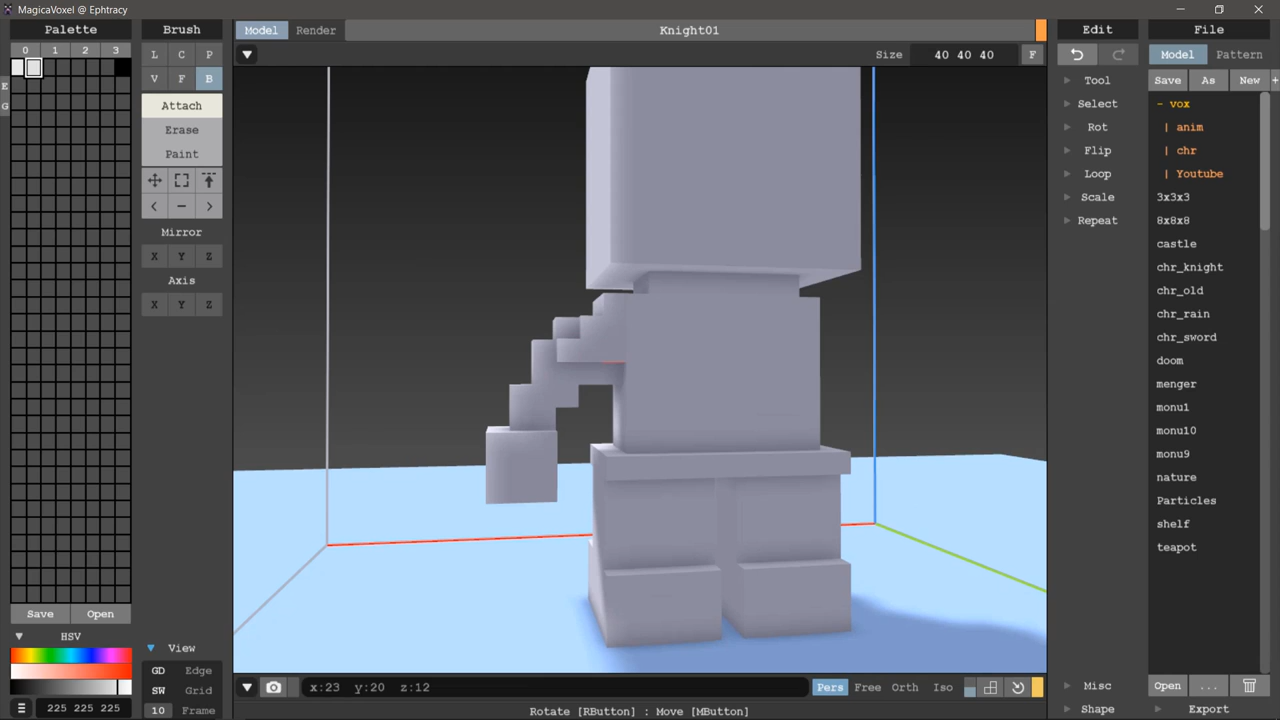 MagicaVoxel @ Ephtracy
Palette
0 1 2 3
E
G
Save Open
HSV
225 225 225
Brush
L C P
V F B
Attach
Erase
Paint
Mirror
X Y Z
Axis
X Y Z
View
GD Edge
SW Grid
10 Frame
Model Render
Knight01
Size 40 40 40 F
x:23 y:20 z:12
Pers Free Orth Iso
Rotate [RButton] : Move [MButton]
Edit
Tool
Select
Rot
Flip
Loop
Scale
Repeat
Misc
Shape
File
Model Pattern
Save As New +
- vox
| anim
| chr
| Youtube
3x3x3
8x8x8
castle
chr_knight
chr_old
chr_rain
chr_sword
doom
menger
monu1
monu10
monu9
nature
Particles
shelf
teapot
Open ...
Export